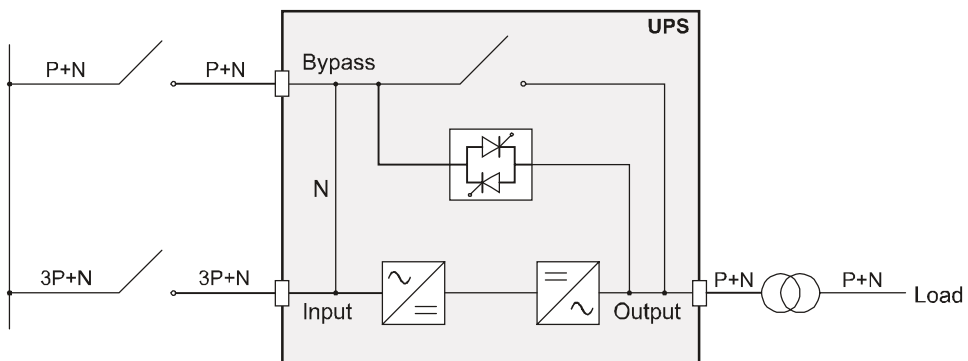 UPS
P+N
P+N
Bypass
N
3P+N
3P+N
Input
Output
P+N
P+N
Load